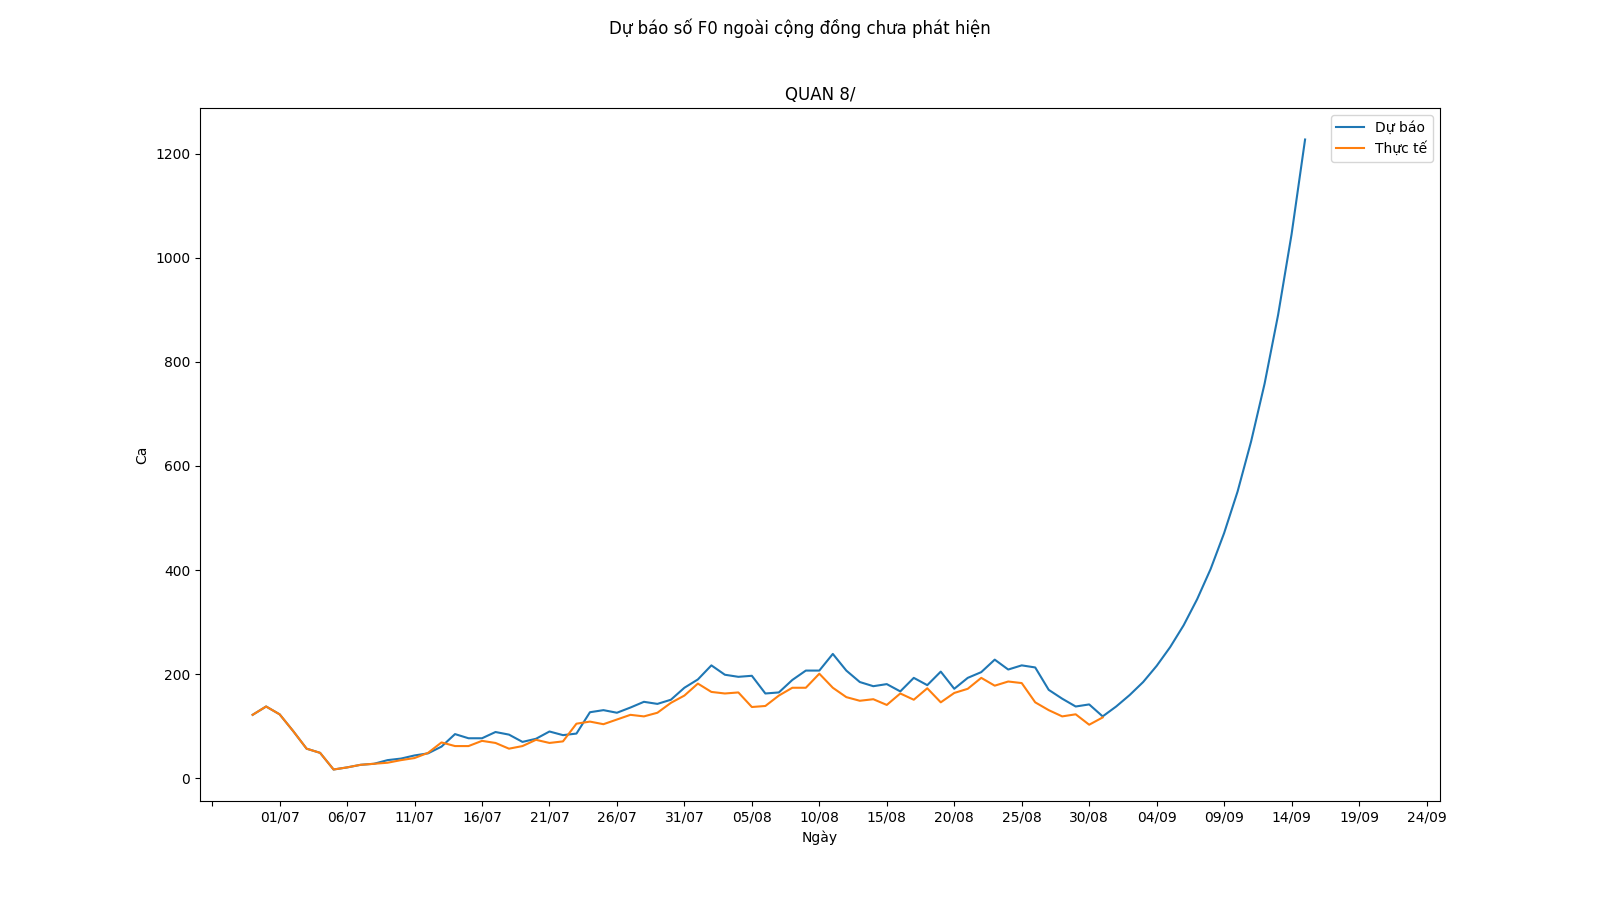 Dự báo số F0 ngoài cộng đồng chưa phát hiện
QUAN 8/
Dự báo
Thực tế
1200
1000
800
600
400
200
0
Ca
01/07 06/07 11/07 16/07 21/07 26/07 31/07 05/08 10/08 15/08 20/08 25/08 30/08 04/09 09/09 14/09 19/09 24/09
Ngày